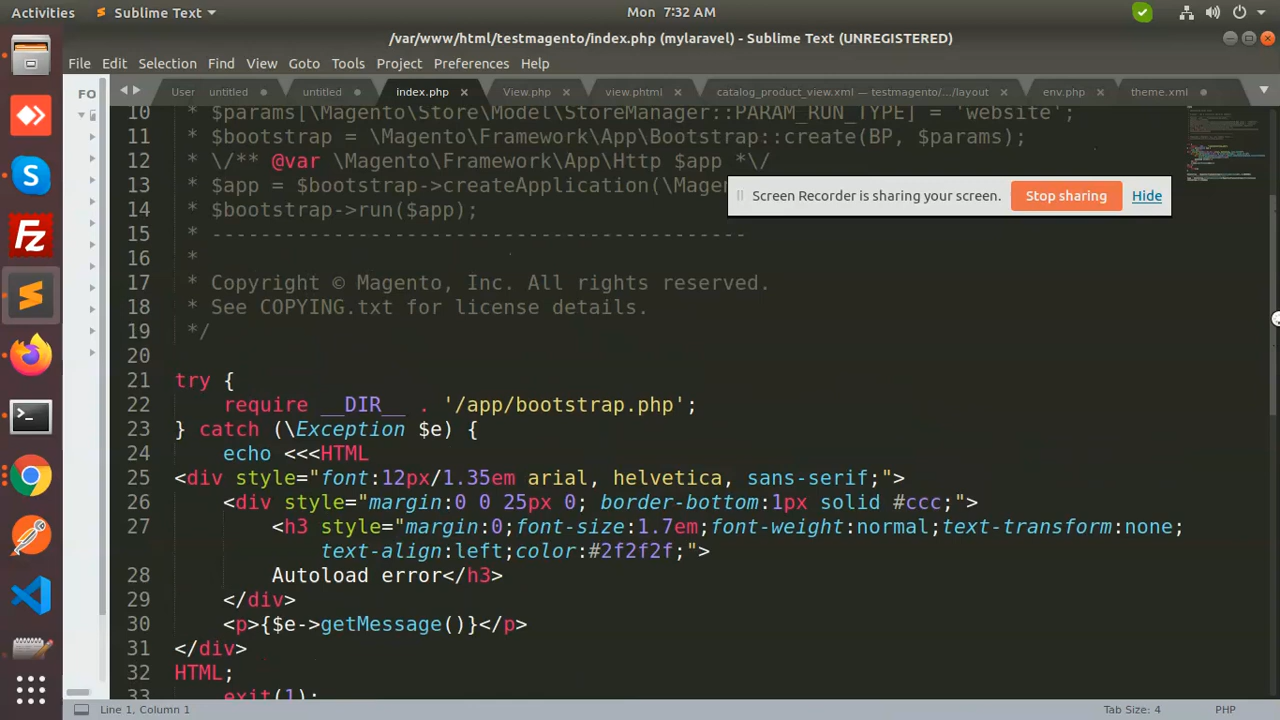 Activities Sublime Text Mon 7:32 AM
/var/www/html/testmagento/index.php (mylaravel) - Sublime Text (UNREGISTERED)
File Edit Selection Find View Goto Tools Project Preferences Help
FO User untitled untitled index.php View.php view.phtml catalog_product_view.xml — testmagento/.../layout env.php theme.xml
10 * $params[\Magento\Store\Model\StoreManager::PARAM_RUN_TYPE] = 'website';
11 * $bootstrap = \Magento\Framework\App\Bootstrap::create(BP, $params);
12 * \/** @var \Magento\Framework\App\Http $app *\/
13 * $app = $bootstrap->createApplication(\Magen
Screen Recorder is sharing your screen. Stop sharing Hide
14 * $bootstrap->run($app);
15 * --------------------------------------------
16 *
17 * Copyright © Magento, Inc. All rights reserved.
18 * See COPYING.txt for license details.
19 */
20
21 try {
22 require __DIR__ . '/app/bootstrap.php';
23 } catch (\Exception $e) {
24 echo <<<HTML
25 <div style="font:12px/1.35em arial, helvetica, sans-serif;">
26 <div style="margin:0 0 25px 0; border-bottom:1px solid #ccc;">
27 <h3 style="margin:0;font-size:1.7em;font-weight:normal;text-transform:none;
text-align:left;color:#2f2f2f;">
28 Autoload error</h3>
29 </div>
30 <p>{$e->getMessage()}</p>
31 </div>
32 HTML;
33 exit(1);
Line 1, Column 1 Tab Size: 4 PHP